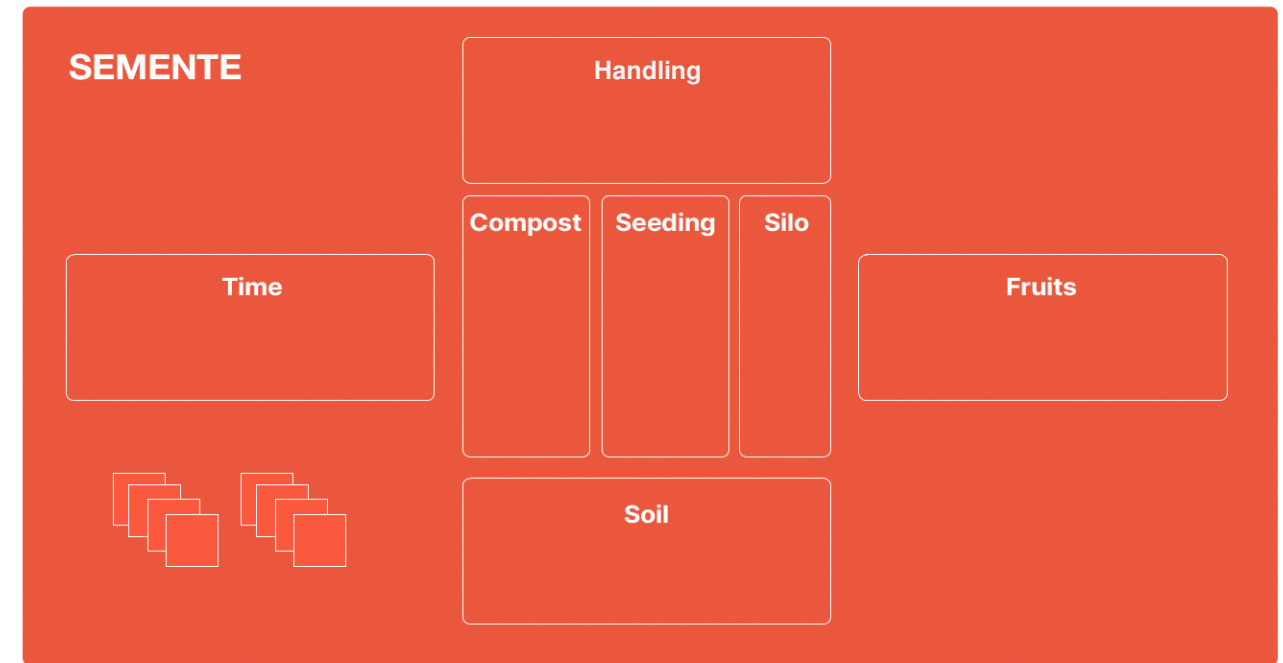 SEMENTE
Handling
Compost
Seeding
Silo
Time
Fruits
Soil